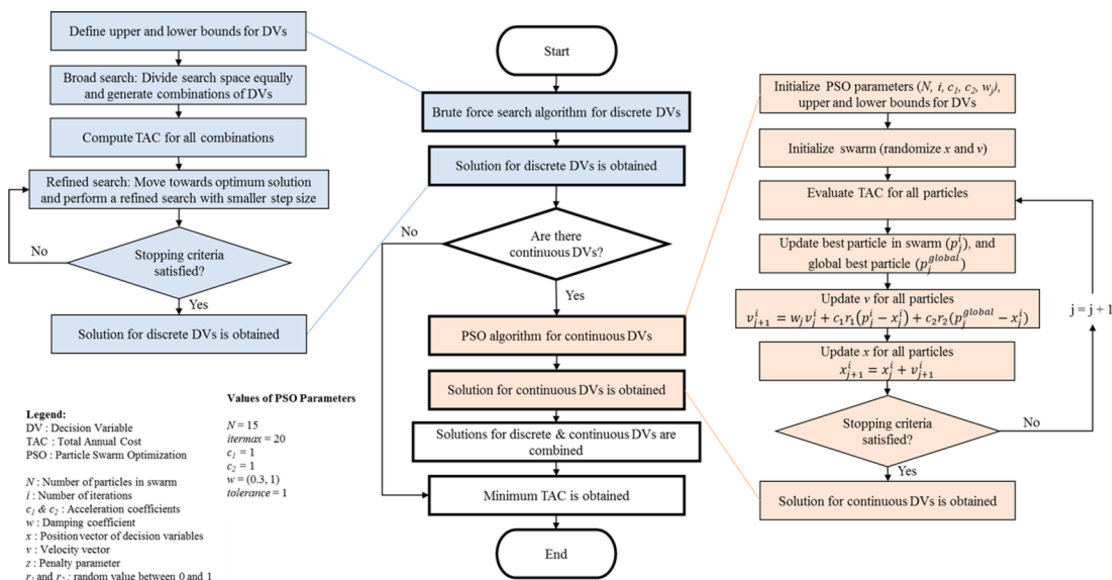 Define upper and lower bounds for DVs
Broad search: Divide search space equally
and generate combinations of DVs
Compute TAC for all combinations
Refined search: Move towards optimum solution
and perform a refined search with smaller step size
No
Stopping criteria
satisfied?
Yes
Solution for discrete DVs is obtained
Legend:
DV : Decision Variable
TAC : Total Annual Cost
PSO : Particle Swarm Optimization
N : Number of particles in swarm
i : Number of iterations
c₁ & c₂ : Acceleration coefficients
w : Damping coefficient
x : Position vector of decision variables
v : Velocity vector
z : Penalty parameter
r₁ and r₂ : random value between 0 and 1
Values of PSO Parameters
N = 15
itermax = 20
c₁ = 1
c₂ = 1
w = (0.3, 1)
tolerance = 1
Start
Brute force search algorithm for discrete DVs
Solution for discrete DVs is obtained
No
Are there
continuous DVs?
Yes
PSO algorithm for continuous DVs
Solution for continuous DVs is obtained
Solutions for discrete & continuous DVs are
combined
Minimum TAC is obtained
End
Initialize PSO parameters (N, i, c₁, c₂, wⱼ),
upper and lower bounds for DVs
Initialize swarm (randomize x and v)
Evaluate TAC for all particles
Update best particle in swarm (p_j^i), and
global best particle (p_j^global)
Update v for all particles
v_{j+1}^i = w_j v_j^i + c₁r₁(p_j^i − x_j^i) + c₂r₂(p_j^global − x_j^i)
Update x for all particles
x_{j+1}^i = x_j^i + v_{j+1}^i
j = j + 1
Stopping criteria
satisfied?
No
Yes
Solution for continuous DVs is obtained